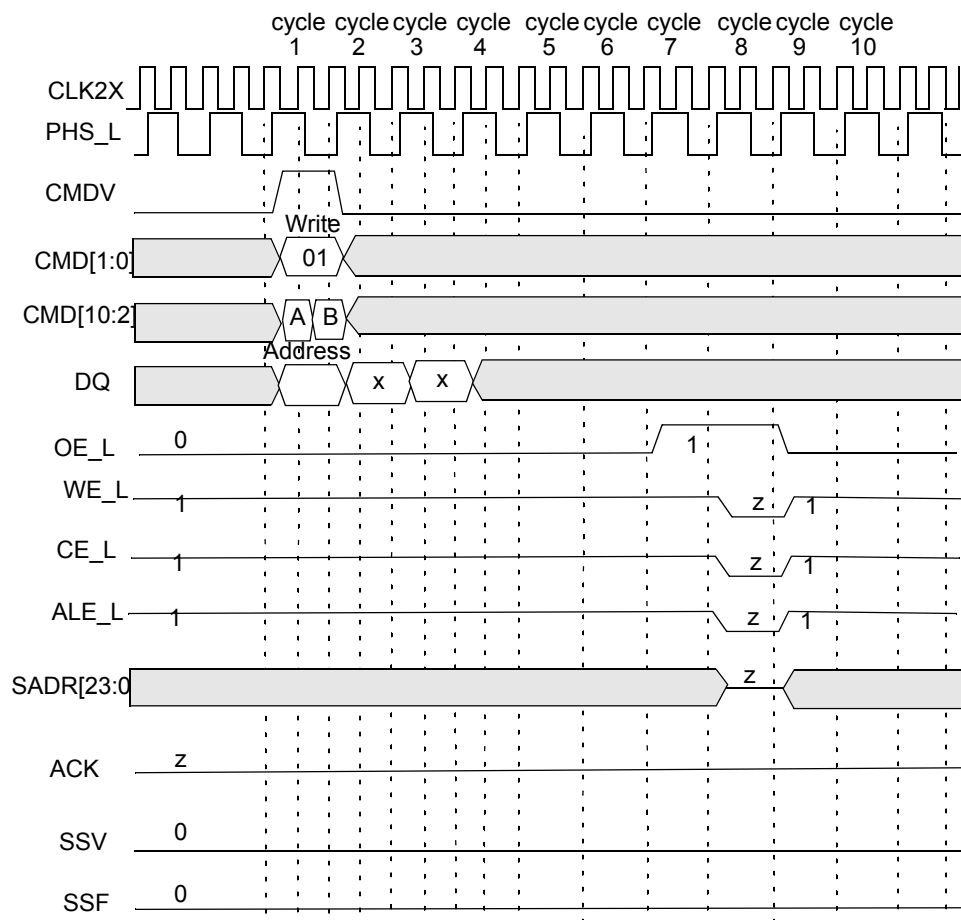 cycle cycle cycle cycle cycle cycle cycle cycle cycle cycle
1 2 3 4 5 6 7 8 9 10
CLK2X
PHS_L
CMDV
Write
CMD[1:0] 01
CMD[10:2] A B
Address
DQ x x
OE_L 0 1
WE_L 1 z 1
CE_L 1 z 1
ALE_L 1 z 1
SADR[23:0 z
ACK z
SSV 0
SSF 0